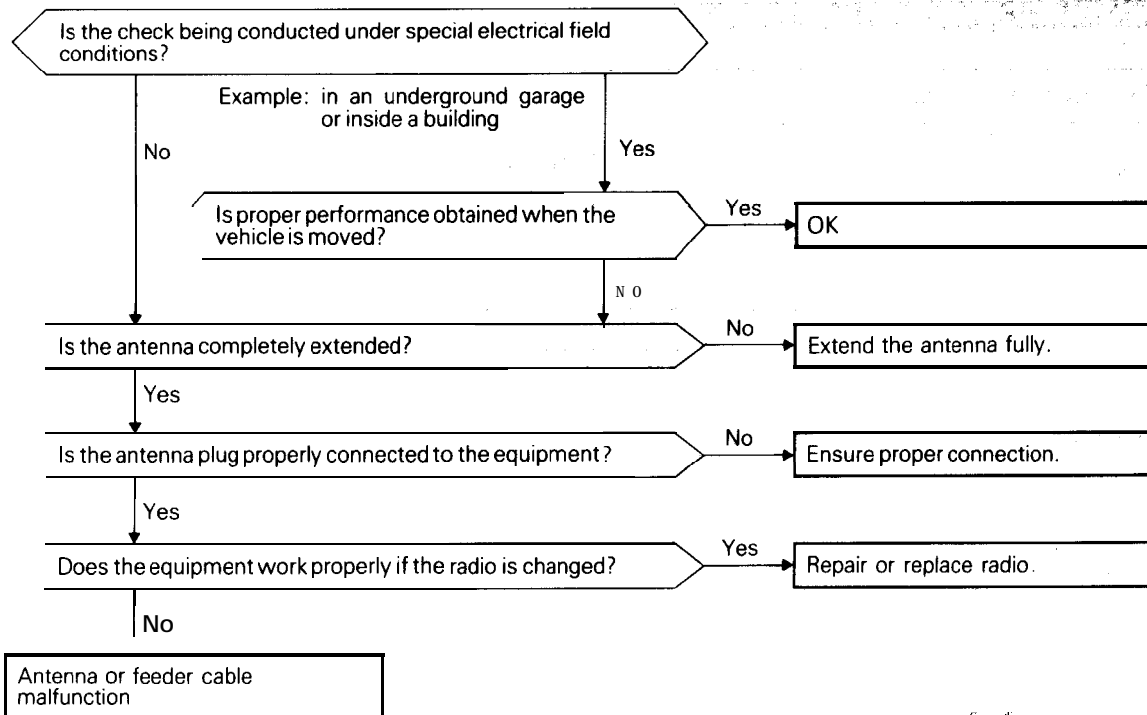 Is the check being conducted under special electrical field
conditions?
Example: in an underground garage
or inside a building
No
Yes
Is proper performance obtained when the
vehicle is moved?
Yes
OK
N O
Is the antenna completely extended?
No
Extend the antenna fully.
Yes
Is the antenna plug properly connected to the equipment?
No
Ensure proper connection.
Yes
Does the equipment work properly if the radio is changed?
Yes
Repair or replace radio.
No
Antenna or feeder cable
malfunction